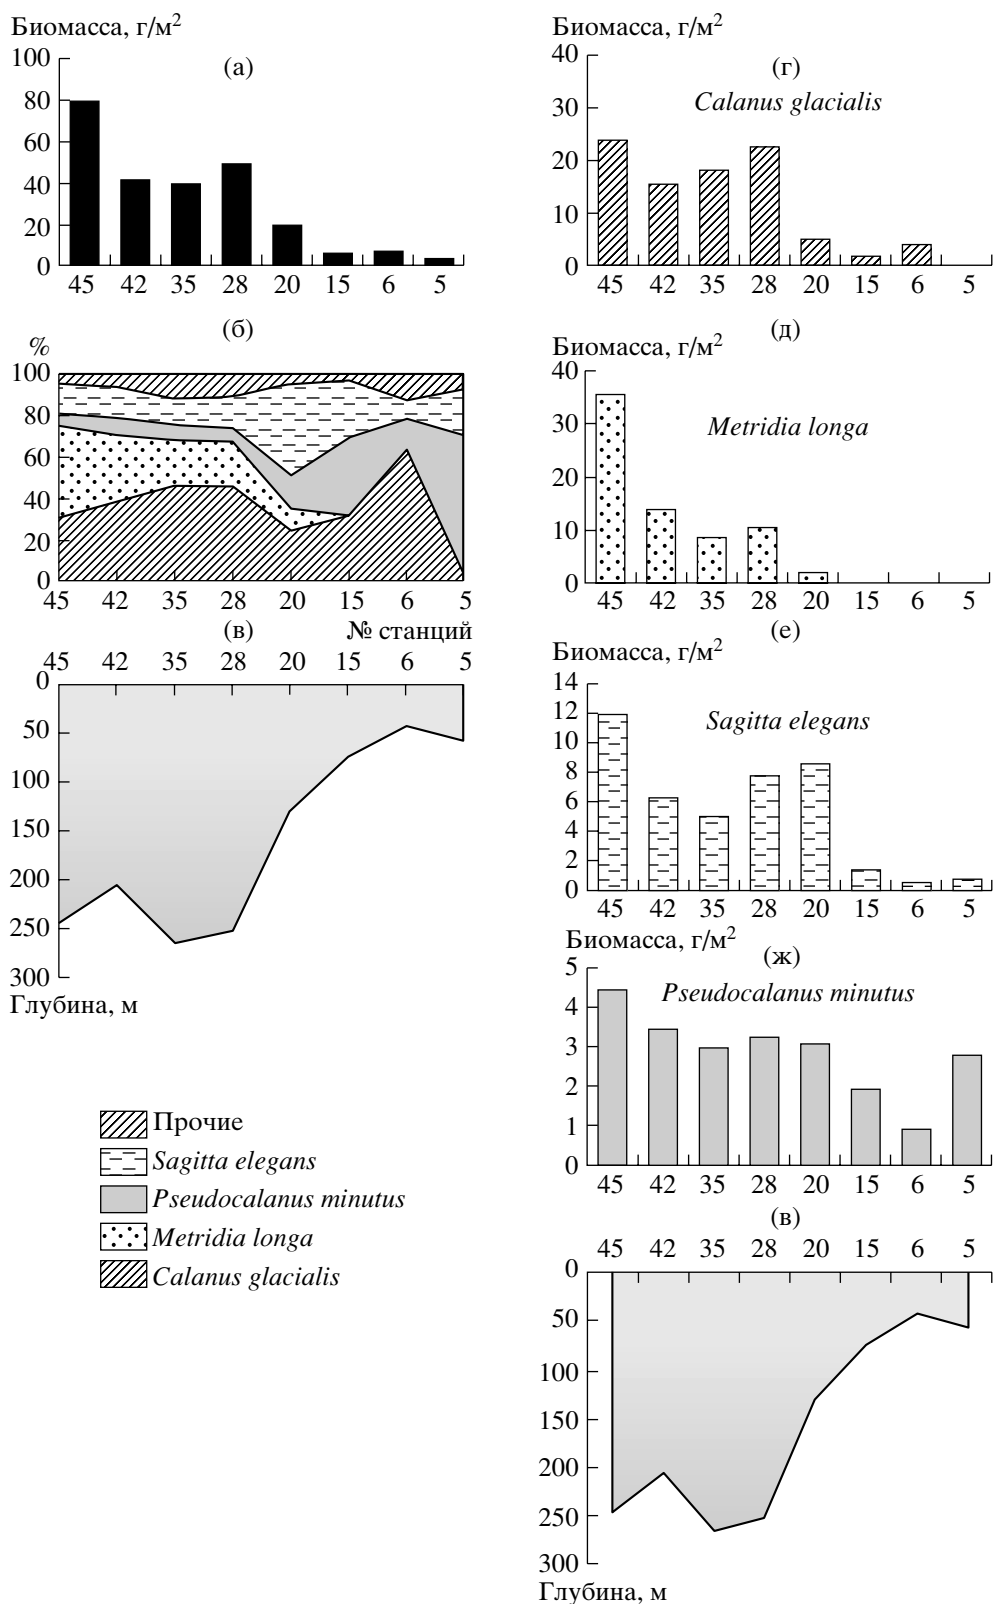 Биомасса, г/м²
(а)
100
80
60
40
20
0
45 42 35 28 20 15 6 5
(б)
%
100
80
60
40
20
0
45 42 35 28 20 15 6 5
№ станций
(в)
45 42 35 28 20 15 6 5
0
50
100
150
200
250
300
Глубина, м
Прочие
Sagitta elegans
Pseudocalanus minutus
Metridia longa
Calanus glacialis
Биомасса, г/м²
(г)
Calanus glacialis
40
30
20
10
0
45 42 35 28 20 15 6 5
(д)
Биомасса, г/м²
Metridia longa
40
30
20
10
0
45 42 35 28 20 15 6 5
(е)
Биомасса, г/м²
Sagitta elegans
14
12
10
8
6
4
2
0
45 42 35 28 20 15 6 5
Биомасса, г/м²
(ж)
Pseudocalanus minutus
5
4
3
2
1
0
45 42 35 28 20 15 6 5
(в)
45 42 35 28 20 15 6 5
0
50
100
150
200
250
300
Глубина, м